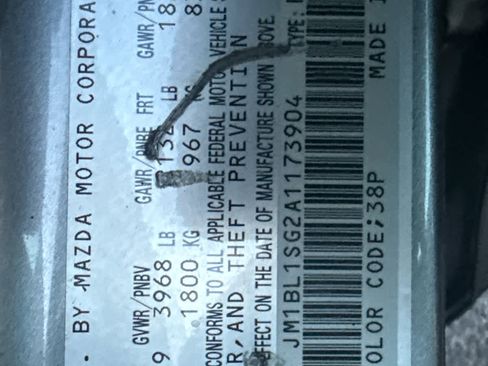 . BY MAZDA MOTOR CORPORA
GVWR/PNBV GAWR/PNBE FRT GAWR/PN
9 3968 LB LB 18
1800 KG 967 KG 8
CONFORMS TO ALL APPLICABLE FEDERAL MOTOR VEHICLE S
R, AND THEFT PREVENTION
EFFECT ON THE DATE OF MANUFACTURE SHOWN ABOVE.
JM1BL1SG2A1173904 TYPE:
OLOR CODE;38P MADE I